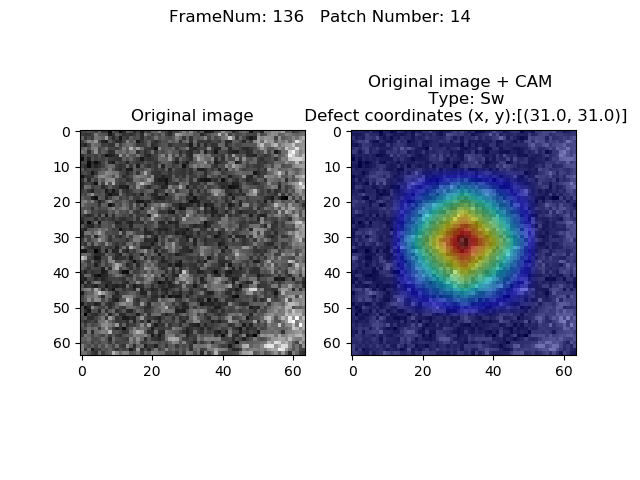 FrameNum: 136   Patch Number: 14
Original image
Original image + CAM
Type: Sw
Defect coordinates (x, y):[(31.0, 31.0)]
0
10
20
30
40
50
60
0 20 40 60
0
10
20
30
40
50
60
0 20 40 60